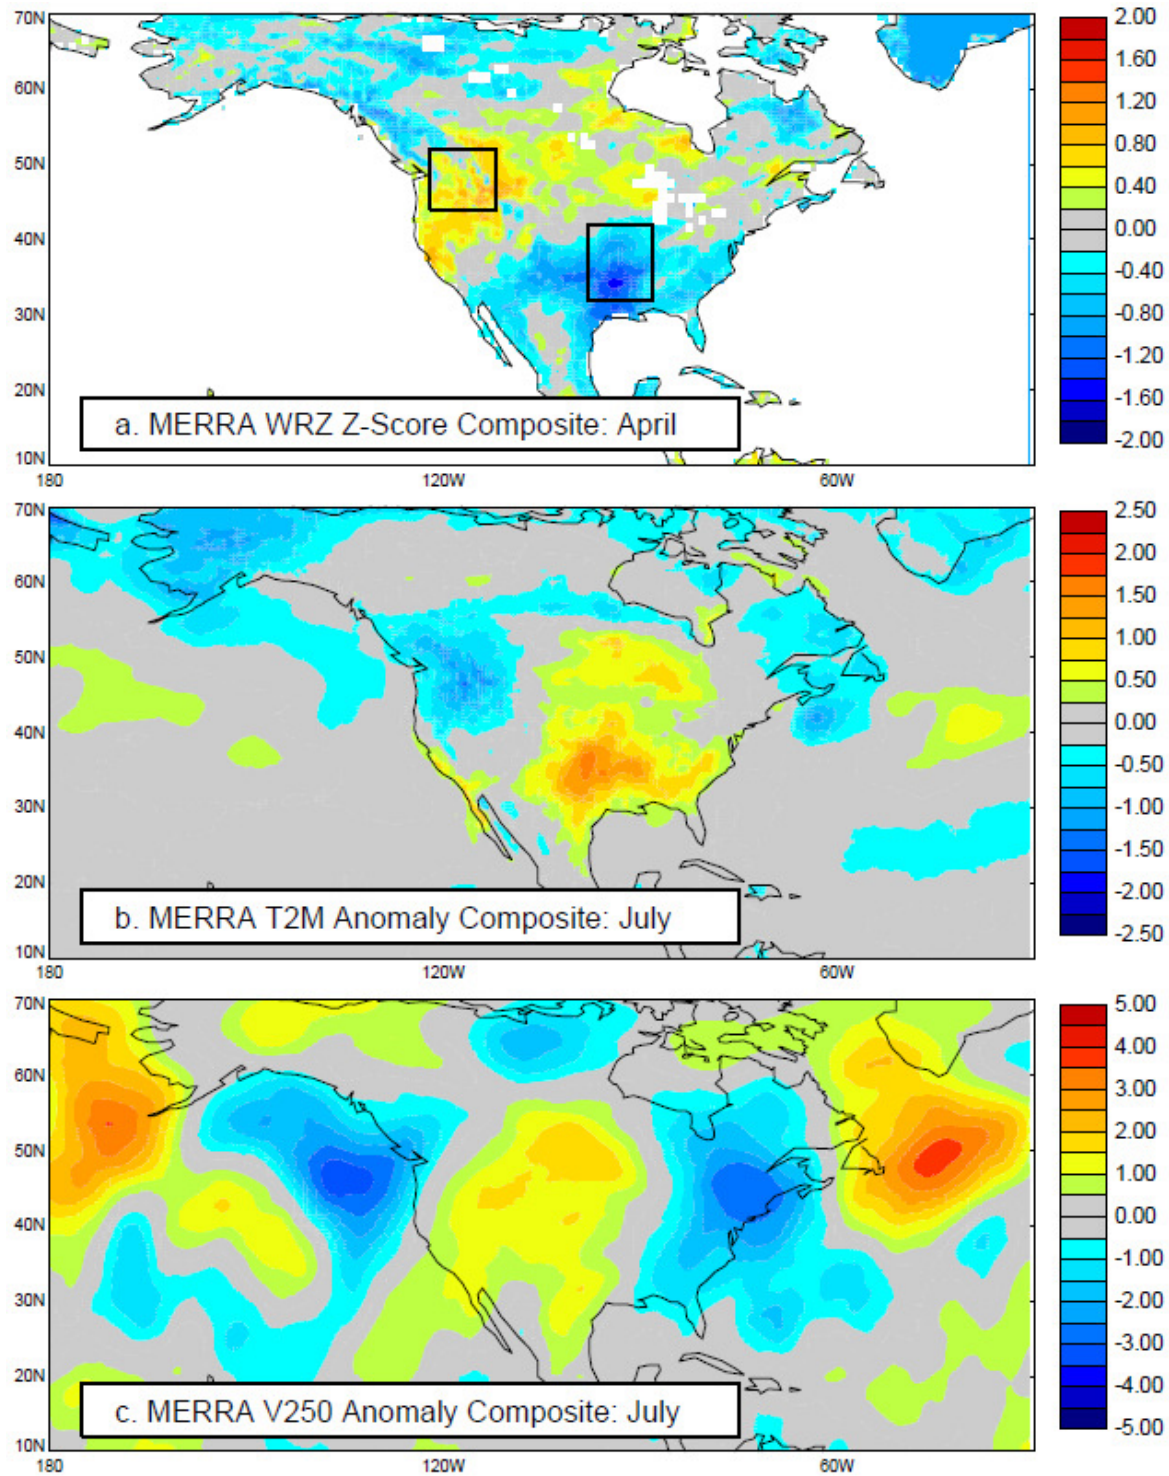 70N
60N
50N
40N
30N
20N
10N
180
120W
60W
a. MERRA WRZ Z-Score Composite: April
2.00
1.60
1.20
0.80
0.40
0.00
-0.40
-0.80
-1.20
-1.60
-2.00
70N
60N
50N
40N
30N
20N
10N
180
120W
60W
b. MERRA T2M Anomaly Composite: July
2.50
2.00
1.50
1.00
0.50
0.00
-0.50
-1.00
-1.50
-2.00
-2.50
70N
60N
50N
40N
30N
20N
10N
180
120W
60W
c. MERRA V250 Anomaly Composite: July
5.00
4.00
3.00
2.00
1.00
0.00
-1.00
-2.00
-3.00
-4.00
-5.00